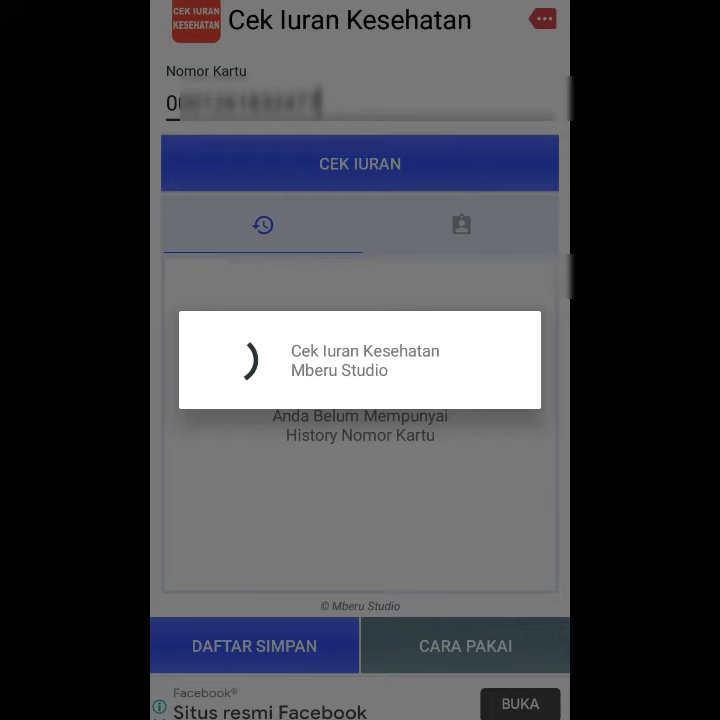 CEK IURAN
KESEHATAN
Cek Iuran Kesehatan
Nomor Kartu
CEK IURAN
Cek Iuran Kesehatan
Mberu Studio
Anda Belum Mempunyai
History Nomor Kartu
© Mberu Studio
DAFTAR SIMPAN
CARA PAKAI
Facebook®
Situs resmi Facebook
BUKA